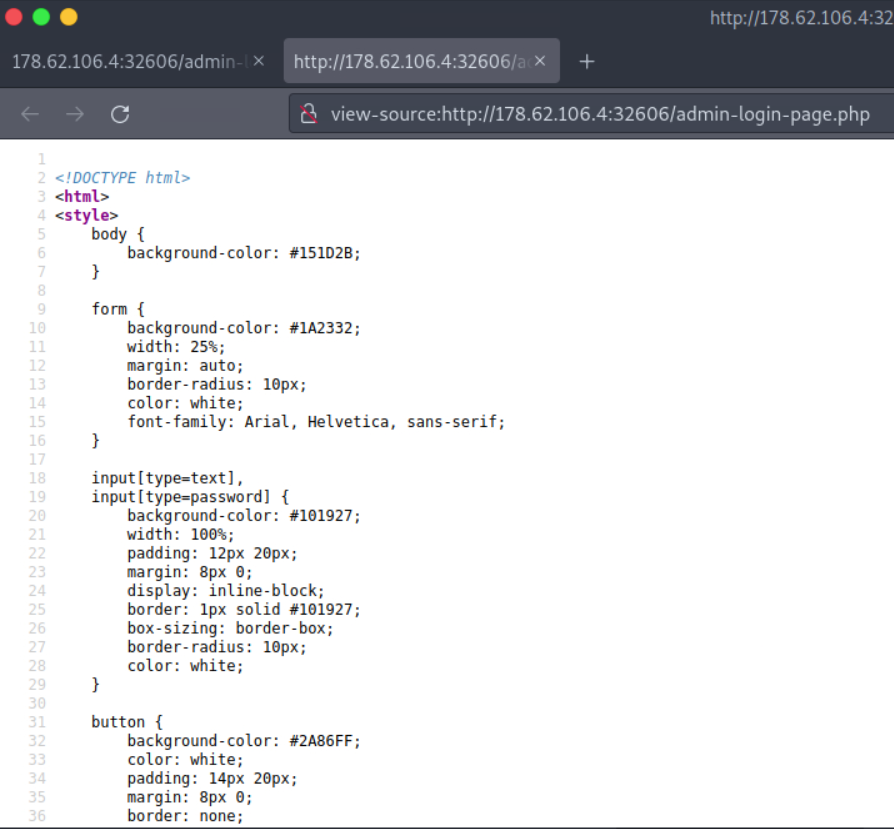 http://178.62.106.4:32
178.62.106.4:32606/admin-
http://178.62.106.4:32606/a
view-source:http://178.62.106.4:32606/admin-login-page.php
1
2 <!DOCTYPE html>
3 <html>
4 <style>
5     body {
6         background-color: #151D2B;
7     }
8
9     form {
10         background-color: #1A2332;
11         width: 25%;
12         margin: auto;
13         border-radius: 10px;
14         color: white;
15         font-family: Arial, Helvetica, sans-serif;
16     }
17
18     input[type=text],
19     input[type=password] {
20         background-color: #101927;
21         width: 100%;
22         padding: 12px 20px;
23         margin: 8px 0;
24         display: inline-block;
25         border: 1px solid #101927;
26         box-sizing: border-box;
27         border-radius: 10px;
28         color: white;
29     }
30
31     button {
32         background-color: #2A86FF;
33         color: white;
34         padding: 14px 20px;
35         margin: 8px 0;
36         border: none;